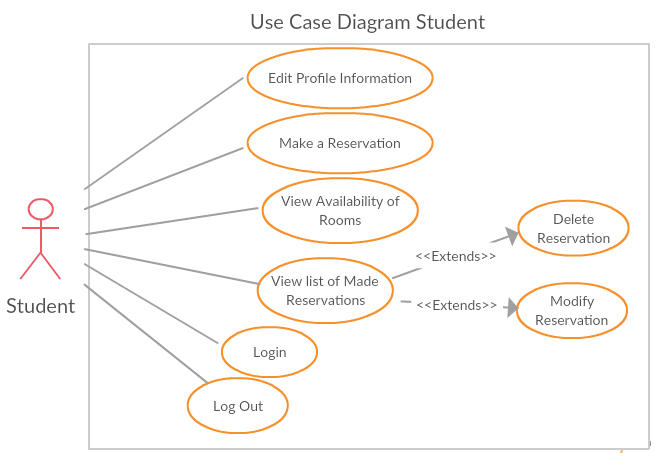 Use Case Diagram Student
Edit Profile Information
Make a Reservation
View Availability of
Rooms
Delete
Reservation
<<Extends>>
View list of Made
Reservations
<<Extends>>
Modify
Reservation
Student
Login
Log Out